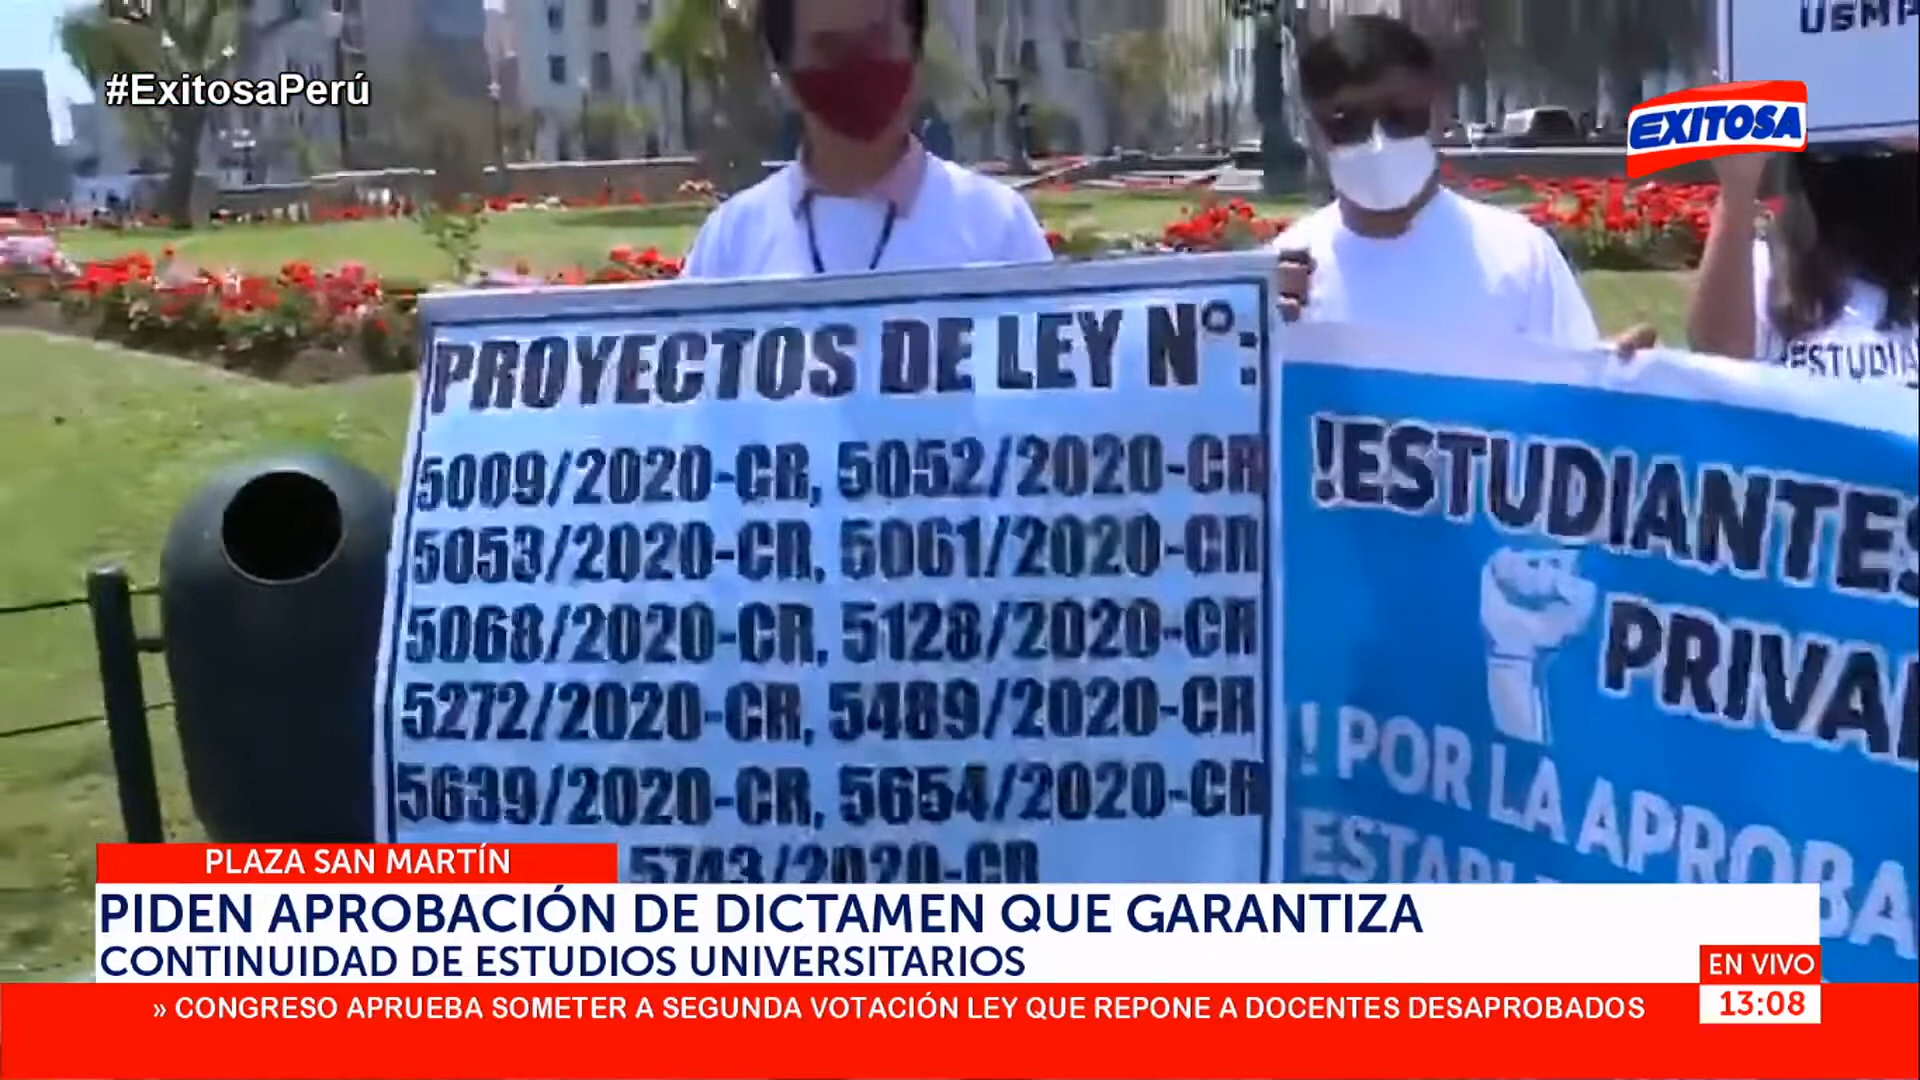 #ExitosaPerú
EXITOSA
PROYECTOS DE LEY N°:
5009/2020-CR, 5052/2020-CR
5053/2020-CR, 5061/2020-CR
5068/2020-CR, 5128/2020-CR
5272/2020-CR, 5489/2020-CR
5639/2020-CR, 5654/2020-CR
5743/2020-CR
!ESTUDIANTES
PRIVA
! POR LA APROBA
PLAZA SAN MARTÍN
PIDEN APROBACIÓN DE DICTAMEN QUE GARANTIZA
CONTINUIDAD DE ESTUDIOS UNIVERSITARIOS
EN VIVO
13:08
» CONGRESO APRUEBA SOMETER A SEGUNDA VOTACIÓN LEY QUE REPONE A DOCENTES DESAPROBADOS